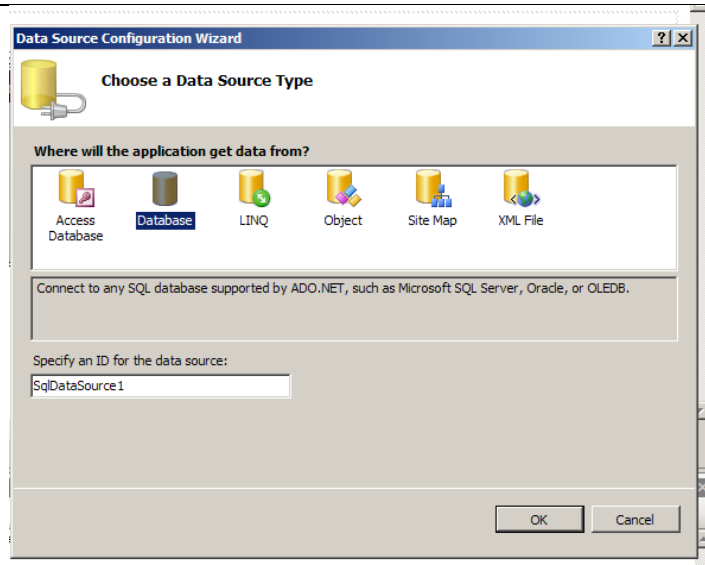 Data Source Configuration Wizard
Choose a Data Source Type
Where will the application get data from?
Access Database
Database
LINQ
Object
Site Map
XML File
Connect to any SQL database supported by ADO.NET, such as Microsoft SQL Server, Oracle, or OLEDB.
Specify an ID for the data source:
SqlDataSource1
OK Cancel